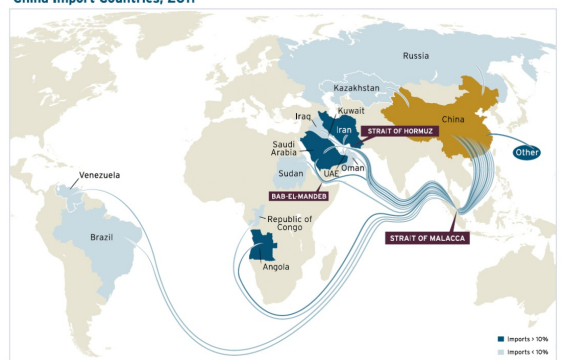 China Import Countries, 2011
Russia
Kazakhstan
Kuwait
China
Iraq
Iran
STRAIT OF HORMUZ
Saudi
Arabia
Other
Oman
Venezuela
Sudan
UAE
BAB-EL-MANDEB
Republic of
Congo
Brazil
STRAIT OF MALACCA
Angola
Imports > 10%
Imports < 10%